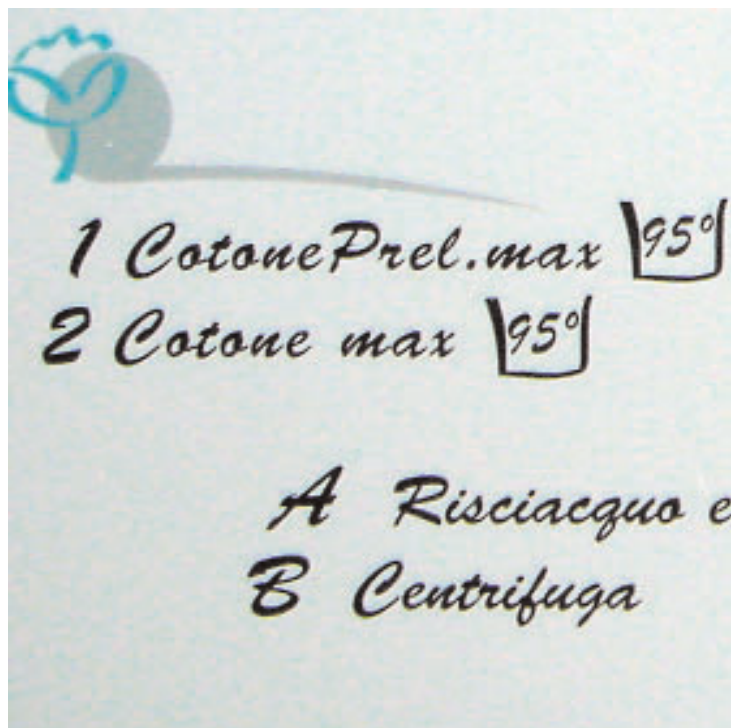 1 CotonePrel.max 95°
2 Cotone max 95°
A Risciacquo e
B Centrifuga